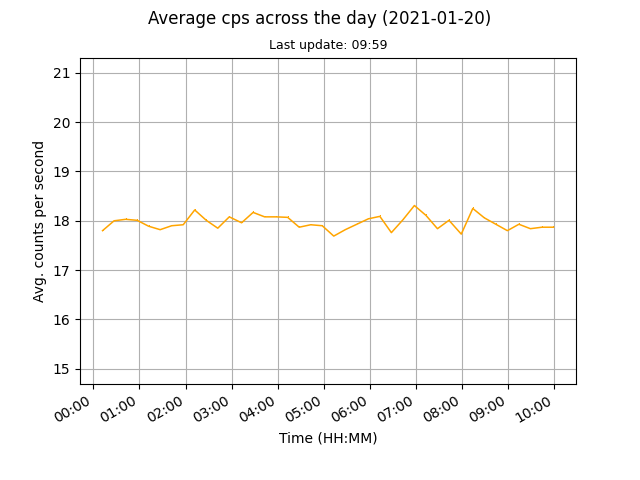 Average cps across the day (2021-01-20)
Last update: 09:59
21
20
19
18
17
16
15
Avg. counts per second
00:00 01:00 02:00 03:00 04:00 05:00 06:00 07:00 08:00 09:00 10:00
Time (HH:MM)